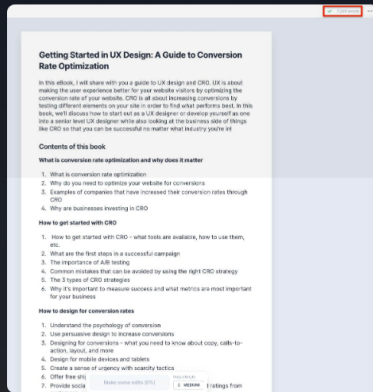 Getting Started in UX Design: A Guide to Conversion
Rate Optimization
In this eBook, I will share with you a guide to UX design and CRO. UX is about
making the user experience better for your website visitors by optimizing the
conversion rate of your website. CRO is all about increasing conversions by
testing different elements on your site in order to find what performs best. In this
book, we'll discuss how to start out as a UX designer or develop yourself as one
into a senior level UX designer while also looking at the business side of things
like CRO so that you can be successful no matter what industry you're in!
Contents of this book
What is conversion rate optimization and why does it matter
1. What is conversion rate optimization
2. Why do you need to optimize your website for conversions
3. Examples of companies that have increased their conversion rates through
CRO
4. Why are businesses investing in CRO
How to get started with CRO
1. How to get started with CRO - what tools are available, how to use them,
etc.
2. What are the first steps in a successful campaign
3. The importance of A/B testing
4. Common mistakes that can be avoided by using the right CRO strategy
5. The 3 types of CRO strategies
6. Why it's important to measure success and what metrics are most important
for your business
How to design for conversion rates
1. Understand the psychology of conversion
2. Use persuasive design to increase conversions
3. Designing for conversions - what you need to know about copy, calls-to-
action, layout, and more
4. Design for mobile devices and tablets
5. Create a sense of urgency with scarcity tactics
6. Offer free
7. Provide socia
ratings from
MEDIUM